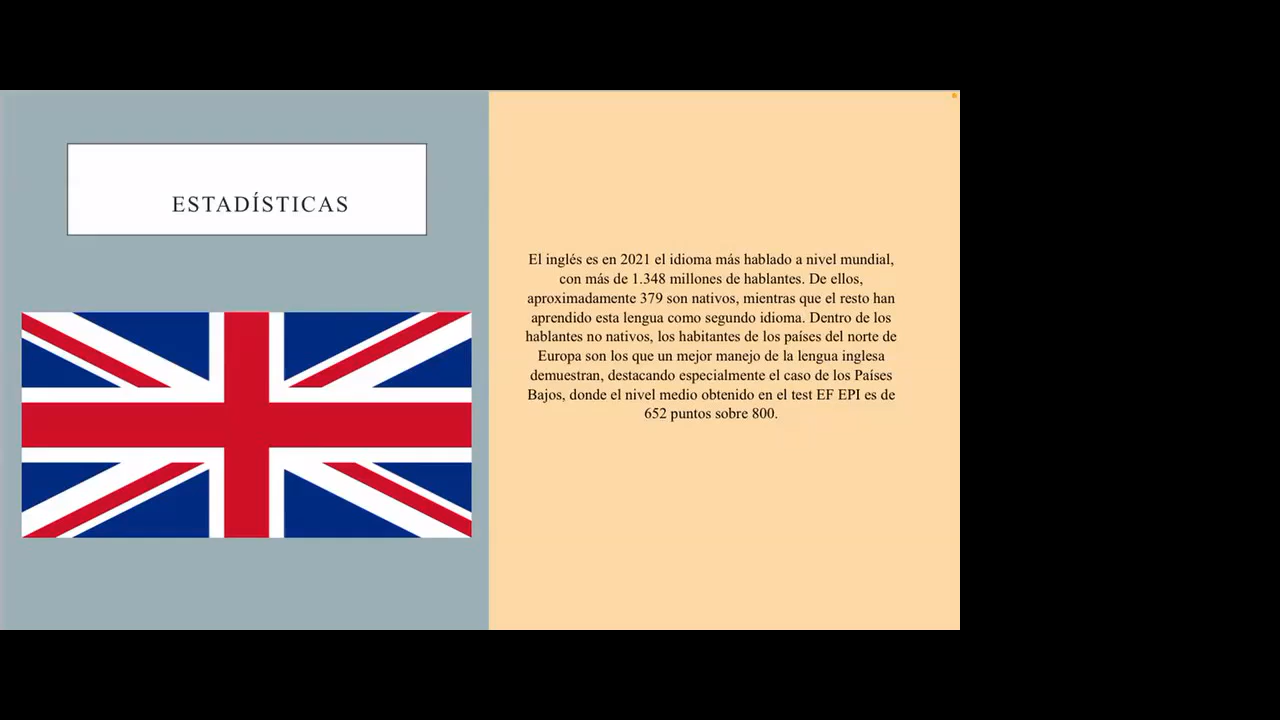 ESTADÍSTICAS
El inglés es en 2021 el idioma más hablado a nivel mundial,
con más de 1.348 millones de hablantes. De ellos,
aproximadamente 379 son nativos, mientras que el resto han
aprendido esta lengua como segundo idioma. Dentro de los
hablantes no nativos, los habitantes de los países del norte de
Europa son los que un mejor manejo de la lengua inglesa
demuestran, destacando especialmente el caso de los Países
Bajos, donde el nivel medio obtenido en el test EF EPI es de
652 puntos sobre 800.